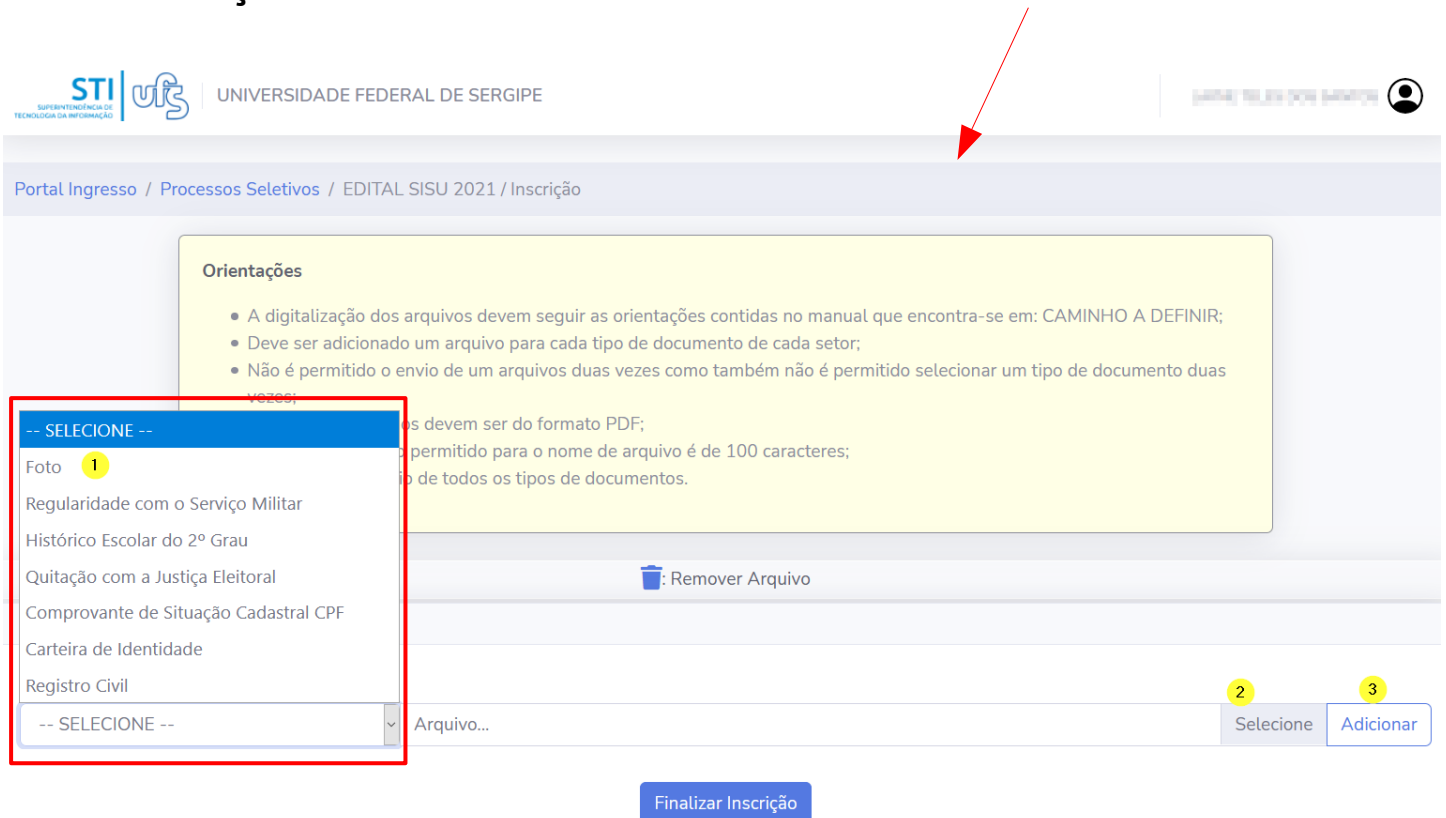 STI
SUPERINTENDÊNCIA DE
TECNOLOGIA DA INFORMAÇÃO
ufs
UNIVERSIDADE FEDERAL DE SERGIPE
Portal Ingresso / Processos Seletivos / EDITAL SISU 2021 / Inscrição
Orientações
A digitalização dos arquivos devem seguir as orientações contidas no manual que encontra-se em: CAMINHO A DEFINIR;
Deve ser adicionado um arquivo para cada tipo de documento de cada setor;
Não é permitido o envio de um arquivos duas vezes como também não é permitido selecionar um tipo de documento duas
vezes;
devem ser do formato PDF;
permitido para o nome de arquivo é de 100 caracteres;
de todos os tipos de documentos.
-- SELECIONE --
Foto 1
Regularidade com o Serviço Militar
Histórico Escolar do 2º Grau
Quitação com a Justiça Eleitoral
Comprovante de Situação Cadastral CPF
Carteira de Identidade
Registro Civil
: Remover Arquivo
2 3
-- SELECIONE -- Arquivo... Selecione Adicionar
Finalizar Inscrição